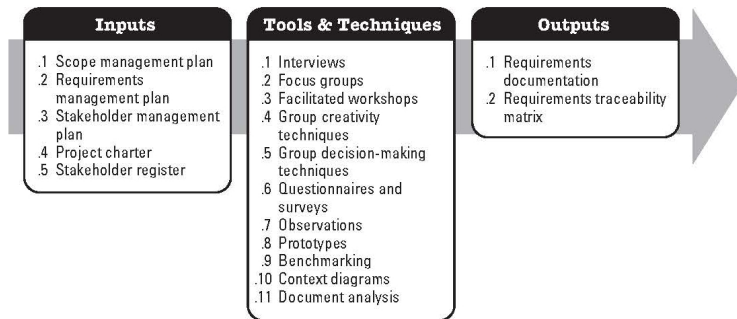 Inputs
.1 Scope management plan
.2 Requirements
management plan
.3 Stakeholder management
plan
.4 Project charter
.5 Stakeholder register
Tools & Techniques
.1 Interviews
.2 Focus groups
.3 Facilitated workshops
.4 Group creativity
techniques
.5 Group decision-making
techniques
.6 Questionnaires and
surveys
.7 Observations
.8 Prototypes
.9 Benchmarking
.10 Context diagrams
.11 Document analysis
Outputs
.1 Requirements
documentation
.2 Requirements traceability
matrix